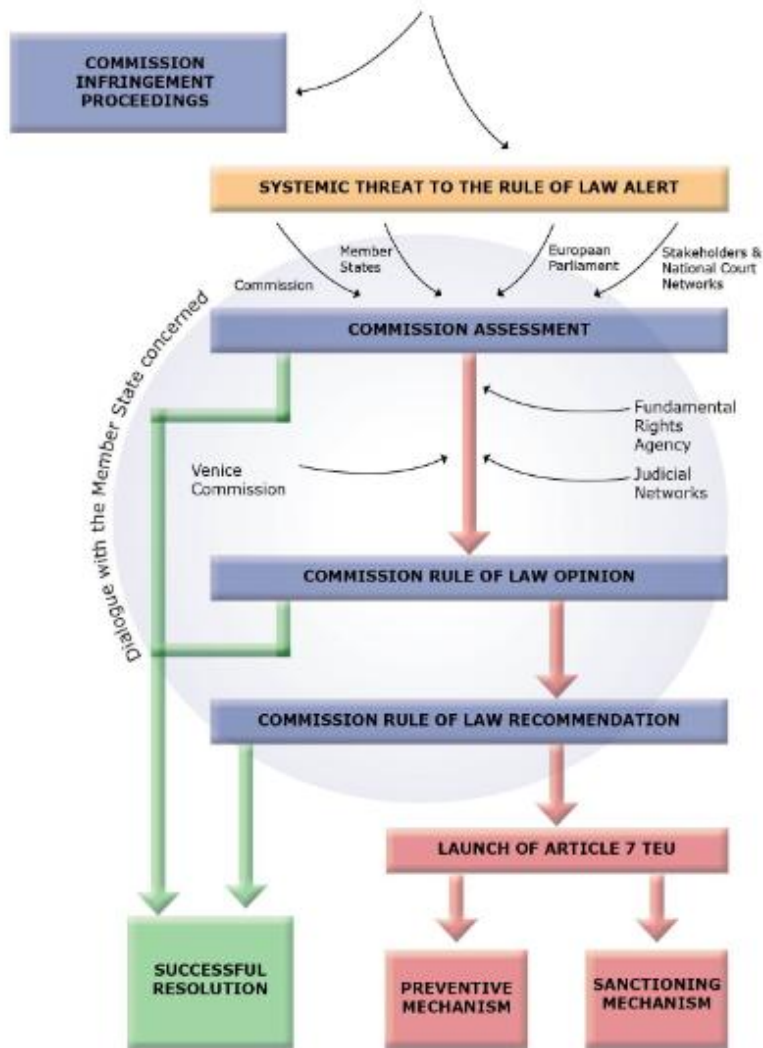 COMMISSION
INFRINGEMENT
PROCEEDINGS
SYSTEMIC THREAT TO THE RULE OF LAW ALERT
Commission
Member
States
European
Parliament
Stakeholders &
National Court
Networks
Dialogue with the Member State concerned
COMMISSION ASSESSMENT
Fundamental
Rights
Agency
Venice
Commission
Judicial
Networks
COMMISSION RULE OF LAW OPINION
COMMISSION RULE OF LAW RECOMMENDATION
LAUNCH OF ARTICLE 7 TEU
SUCCESSFUL
RESOLUTION
PREVENTIVE
MECHANISM
SANCTIONING
MECHANISM